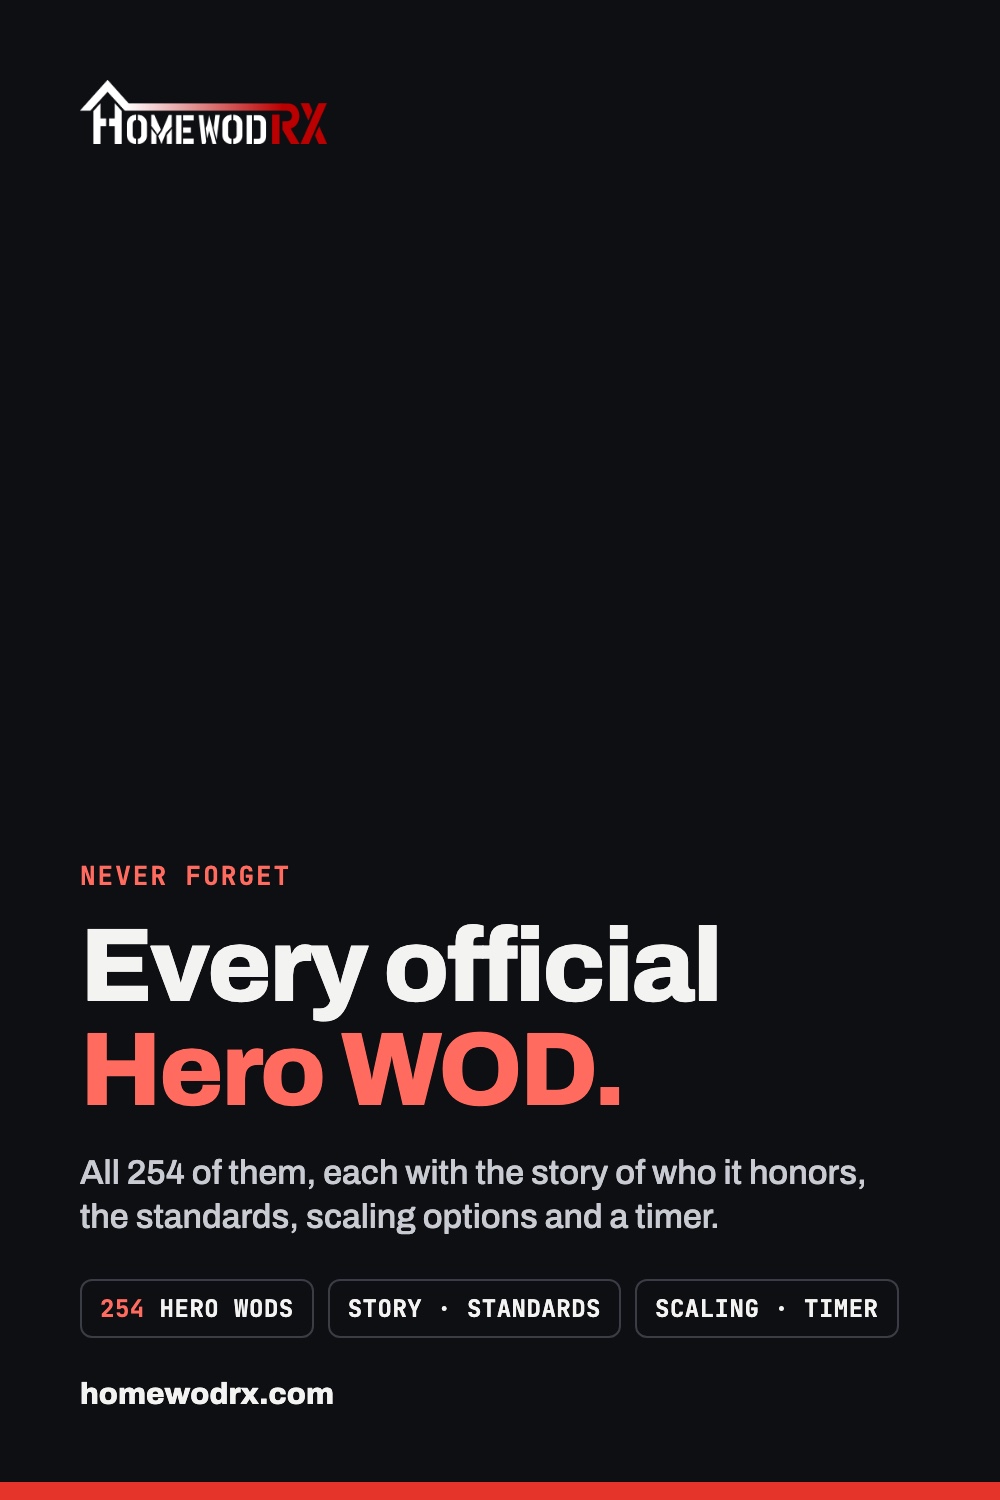 HOMEWODRX
NEVER FORGET
Every official
Hero WOD.
All 254 of them, each with the story of who it honors,
the standards, scaling options and a timer.
254 HERO WODS
STORY · STANDARDS
SCALING · TIMER
homewodrx.com